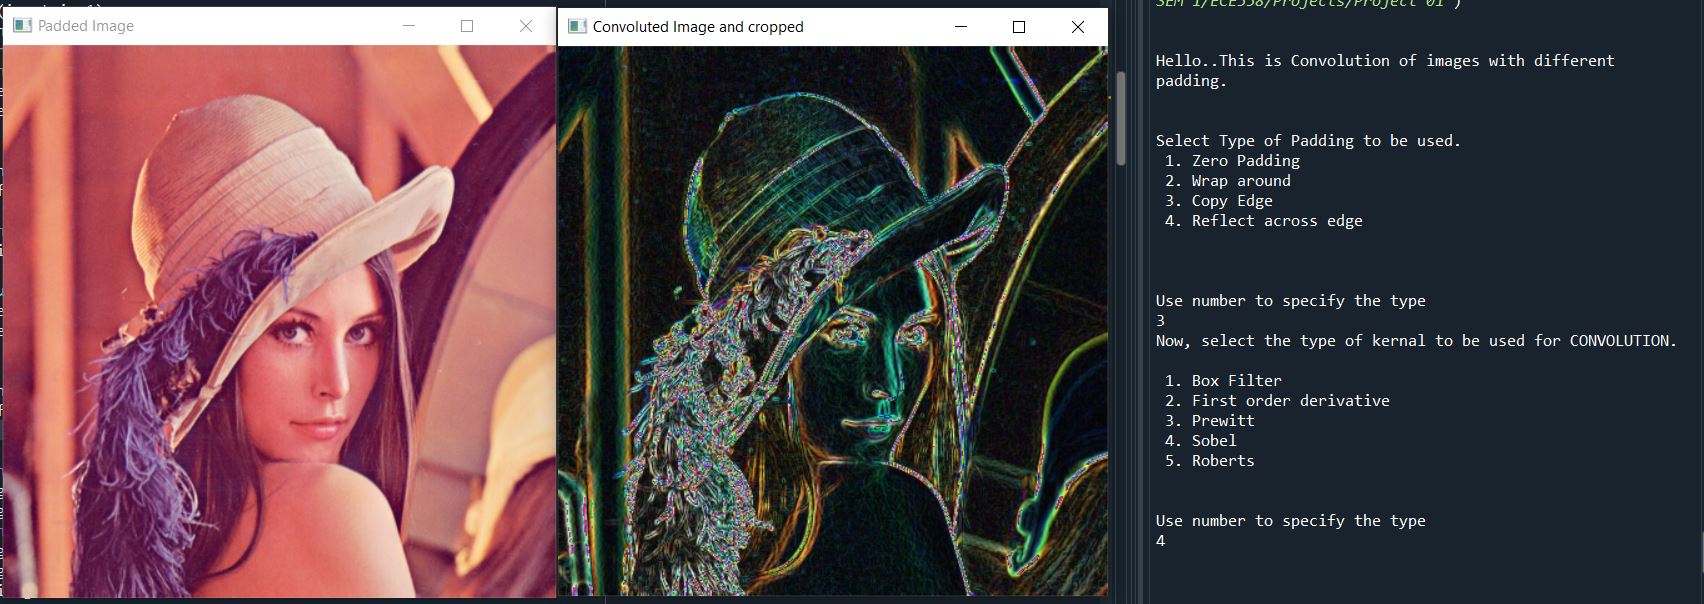 Padded Image
Convoluted Image and cropped
SEM 1/ECE558/Projects/Project 01')
Hello..This is Convolution of images with different
padding.
Select Type of Padding to be used.
1. Zero Padding
2. Wrap around
3. Copy Edge
4. Reflect across edge
Use number to specify the type
3
Now, select the type of kernal to be used for CONVOLUTION.
1. Box Filter
2. First order derivative
3. Prewitt
4. Sobel
5. Roberts
Use number to specify the type
4